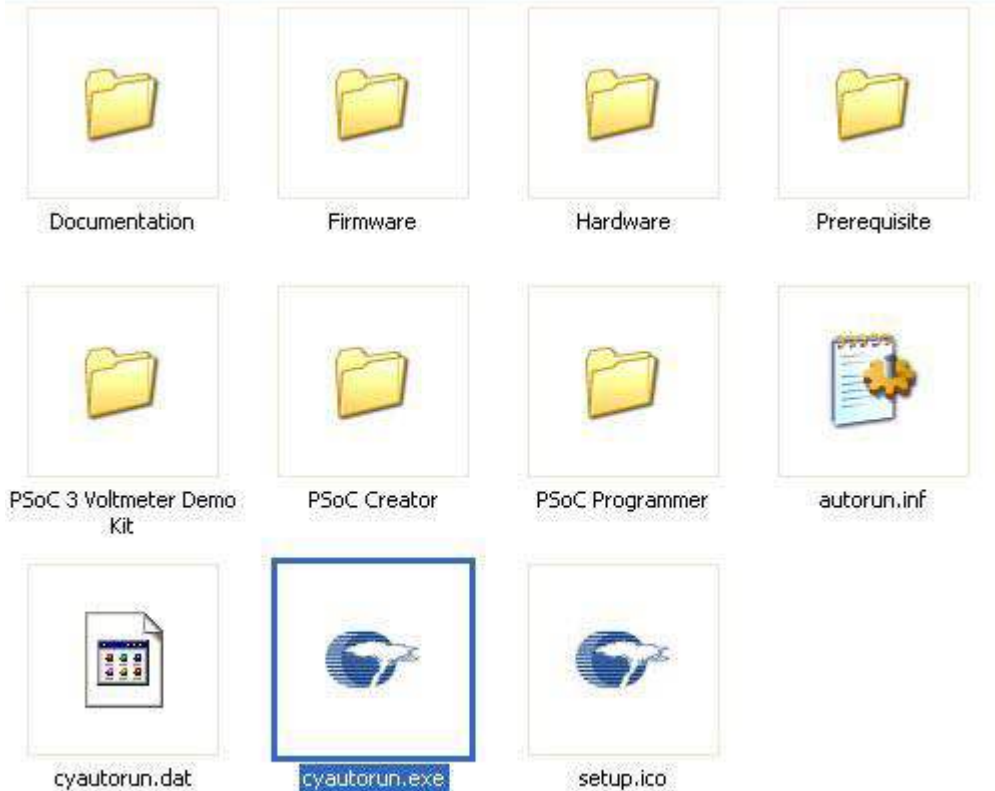 Documentation
Firmware
Hardware
Prerequisite
PSoC 3 Voltmeter Demo
Kit
PSoC Creator
PSoC Programmer
autorun.inf
cyautorun.dat
cyautorun.exe
setup.ico